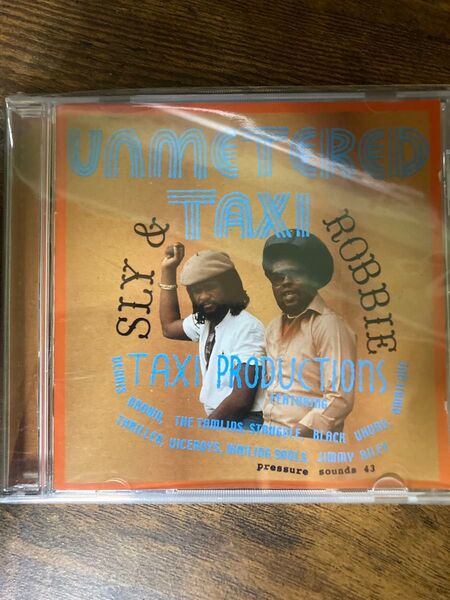 UNMETERED
TAXI
SLY &
ROBBIE
TAXI PRODUCTIONS
FEATURING
DENNIS BROWN, THE TAMLINS, STRUGGLE, BLACK UHURU,
THRILLER, VICEROYS, WAILING SOULS, JIMMY RILEY
pressure sounds 43